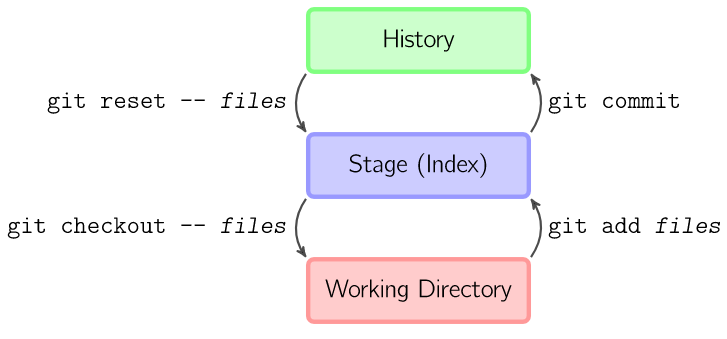 History
git reset -- files
git commit
Stage (Index)
git checkout -- files
git add files
Working Directory